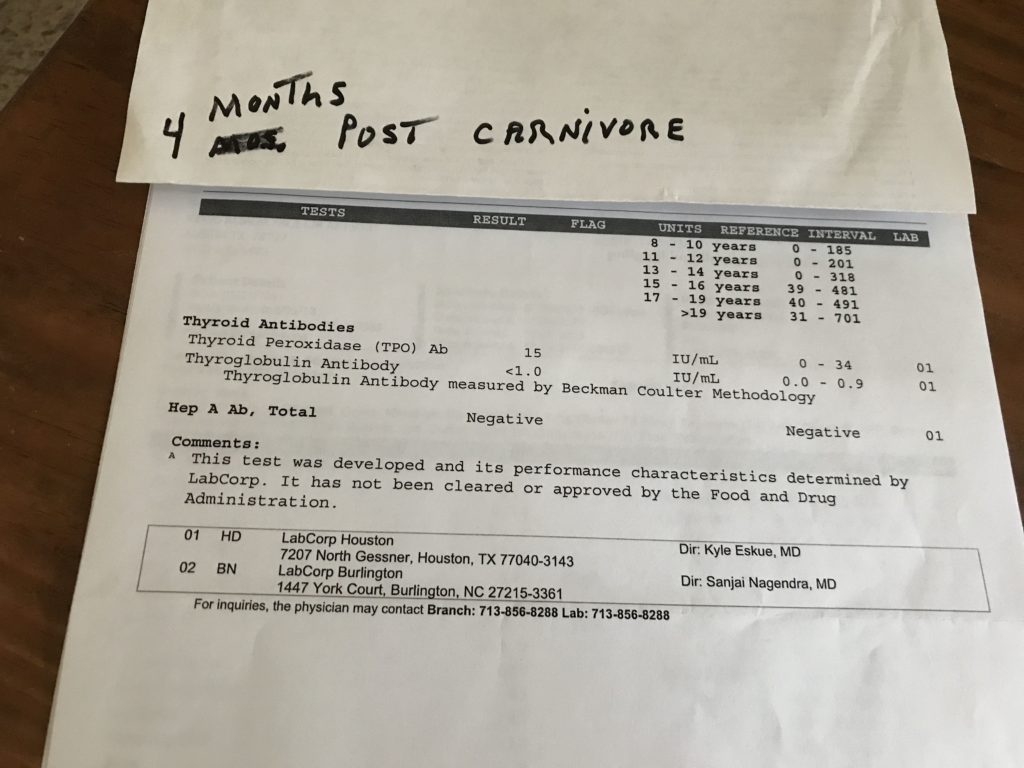 4 MONTHS POST CARNIVORE
TESTS RESULT FLAG UNITS REFERENCE INTERVAL LAB
8 - 10 years 0 - 185
11 - 12 years 0 - 201
13 - 14 years 0 - 318
15 - 16 years 39 - 481
17 - 19 years 40 - 491
>19 years 31 - 701
Thyroid Antibodies
Thyroid Peroxidase (TPO) Ab 15 IU/mL 0 - 34 01
Thyroglobulin Antibody <1.0 IU/mL 0.0 - 0.9 01
Thyroglobulin Antibody measured by Beckman Coulter Methodology
Hep A Ab, Total Negative Negative 01
Comments:
A This test was developed and its performance characteristics determined by
LabCorp. It has not been cleared or approved by the Food and Drug
Administration.
01 HD LabCorp Houston Dir: Kyle Eskue, MD
7207 North Gessner, Houston, TX 77040-3143
02 BN LabCorp Burlington Dir: Sanjai Nagendra, MD
1447 York Court, Burlington, NC 27215-3361
For inquiries, the physician may contact Branch: 713-856-8288 Lab: 713-856-8288